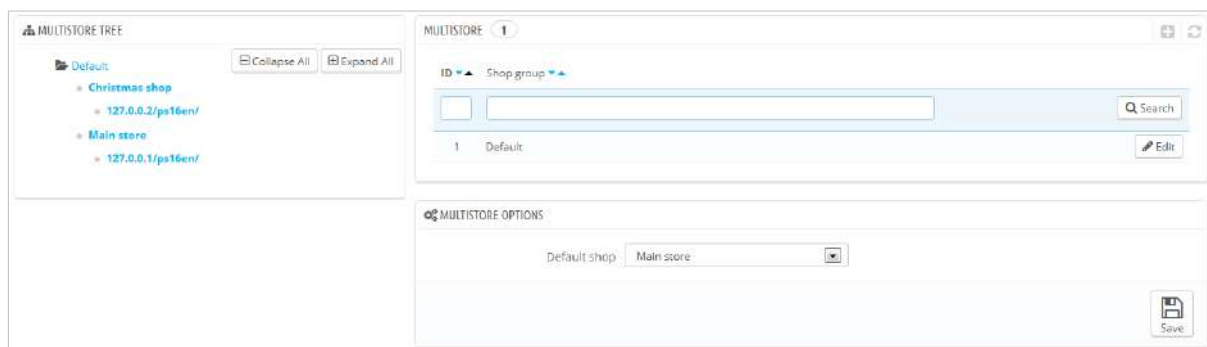 MULTISTORE TREE
Collapse All
Expand All
Default
Christmas shop
127.0.0.2/ps16en/
Main store
127.0.0.1/ps16en/
MULTISTORE 1
ID Shop group
Search
1 Default Edit
MULTISTORE OPTIONS
Default shop Main store
Save